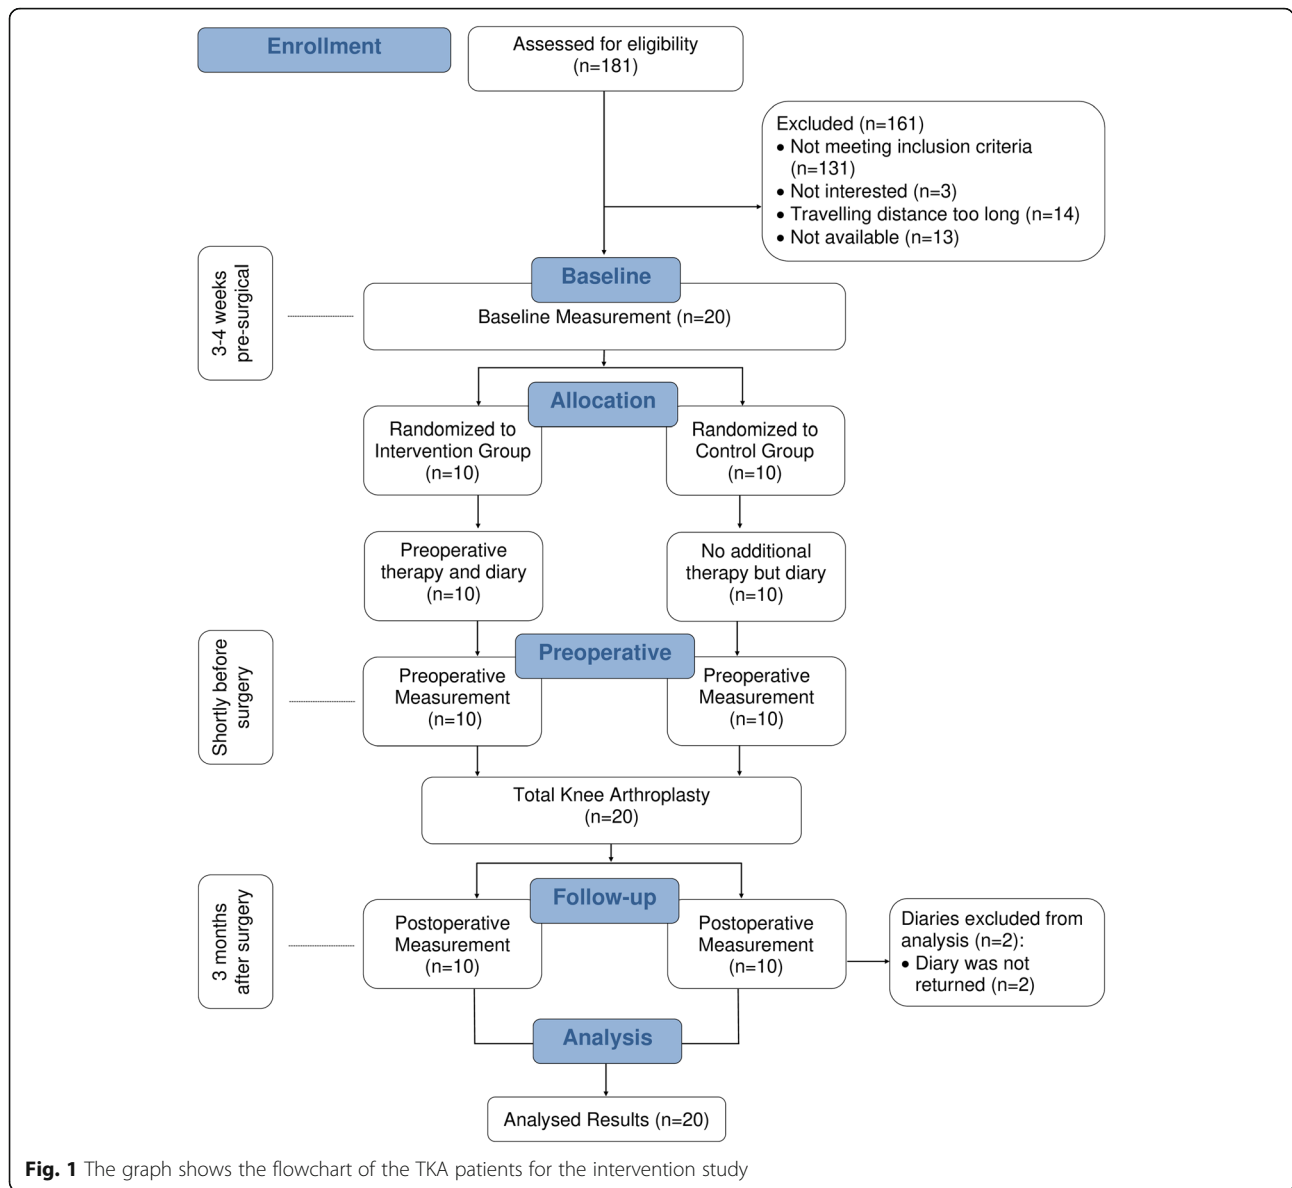 Enrollment
Assessed for eligibility
(n=181)
Excluded (n=161)
• Not meeting inclusion criteria
(n=131)
• Not interested (n=3)
• Travelling distance too long (n=14)
• Not available (n=13)
3-4 weeks
pre-surgical
Baseline
Baseline Measurement (n=20)
Allocation
Randomized to
Intervention Group
(n=10)
Randomized to
Control Group
(n=10)
Preoperative
therapy and diary
(n=10)
No additional
therapy but diary
(n=10)
Shortly before
surgery
Preoperative
Preoperative
Measurement
(n=10)
Preoperative
Measurement
(n=10)
Total Knee Arthroplasty
(n=20)
3 months
after surgery
Follow-up
Postoperative
Measurement
(n=10)
Postoperative
Measurement
(n=10)
Diaries excluded from
analysis (n=2):
• Diary was not
returned (n=2)
Analysis
Analysed Results (n=20)
Fig. 1 The graph shows the flowchart of the TKA patients for the intervention study